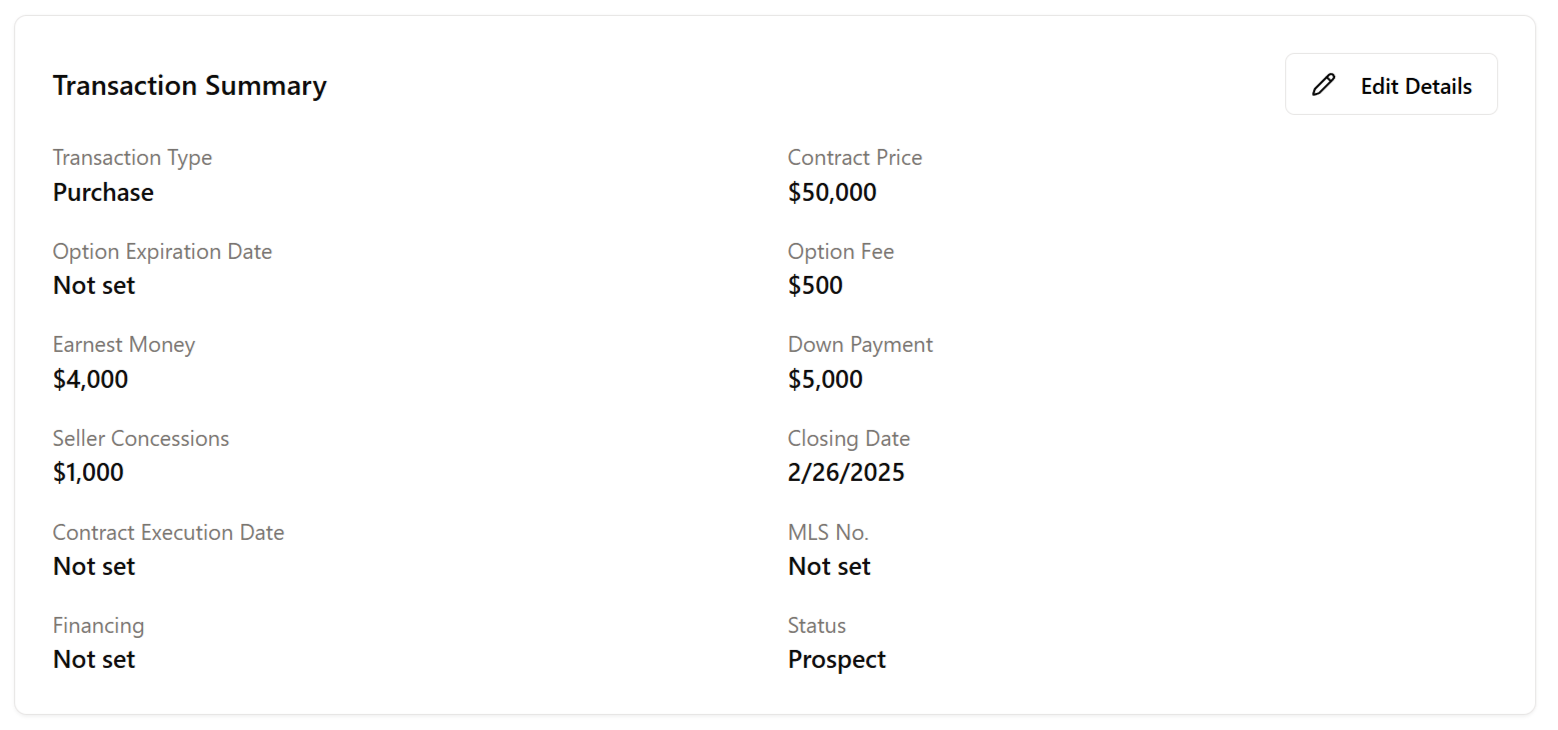 Transaction Summary
Edit Details
Transaction Type
Purchase
Contract Price
$50,000
Option Expiration Date
Not set
Option Fee
$500
Earnest Money
$4,000
Down Payment
$5,000
Seller Concessions
$1,000
Closing Date
2/26/2025
Contract Execution Date
Not set
MLS No.
Not set
Financing
Not set
Status
Prospect